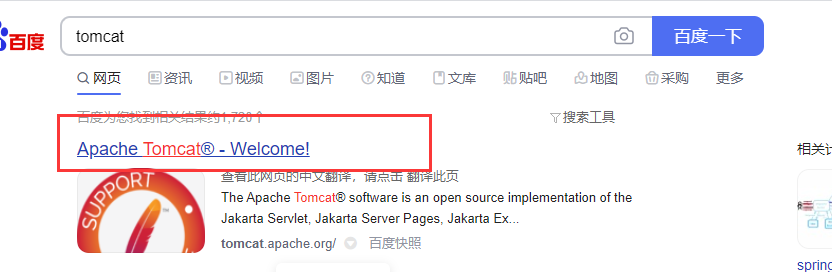 百度
tomcat
百度一下
网页 资讯 视频 图片 知道 文库 贴吧 地图 采购 更多
百度为您找到相关结果约1,720个
搜索工具
Apache Tomcat® - Welcome!
相关
查看此网页的中文翻译，请点击 翻译此页
SUPPORT
The Apache Tomcat® software is an open source implementation of the
Jakarta Servlet, Jakarta Server Pages, Jakarta Ex...
tomcat.apache.org/ 百度快照
spring